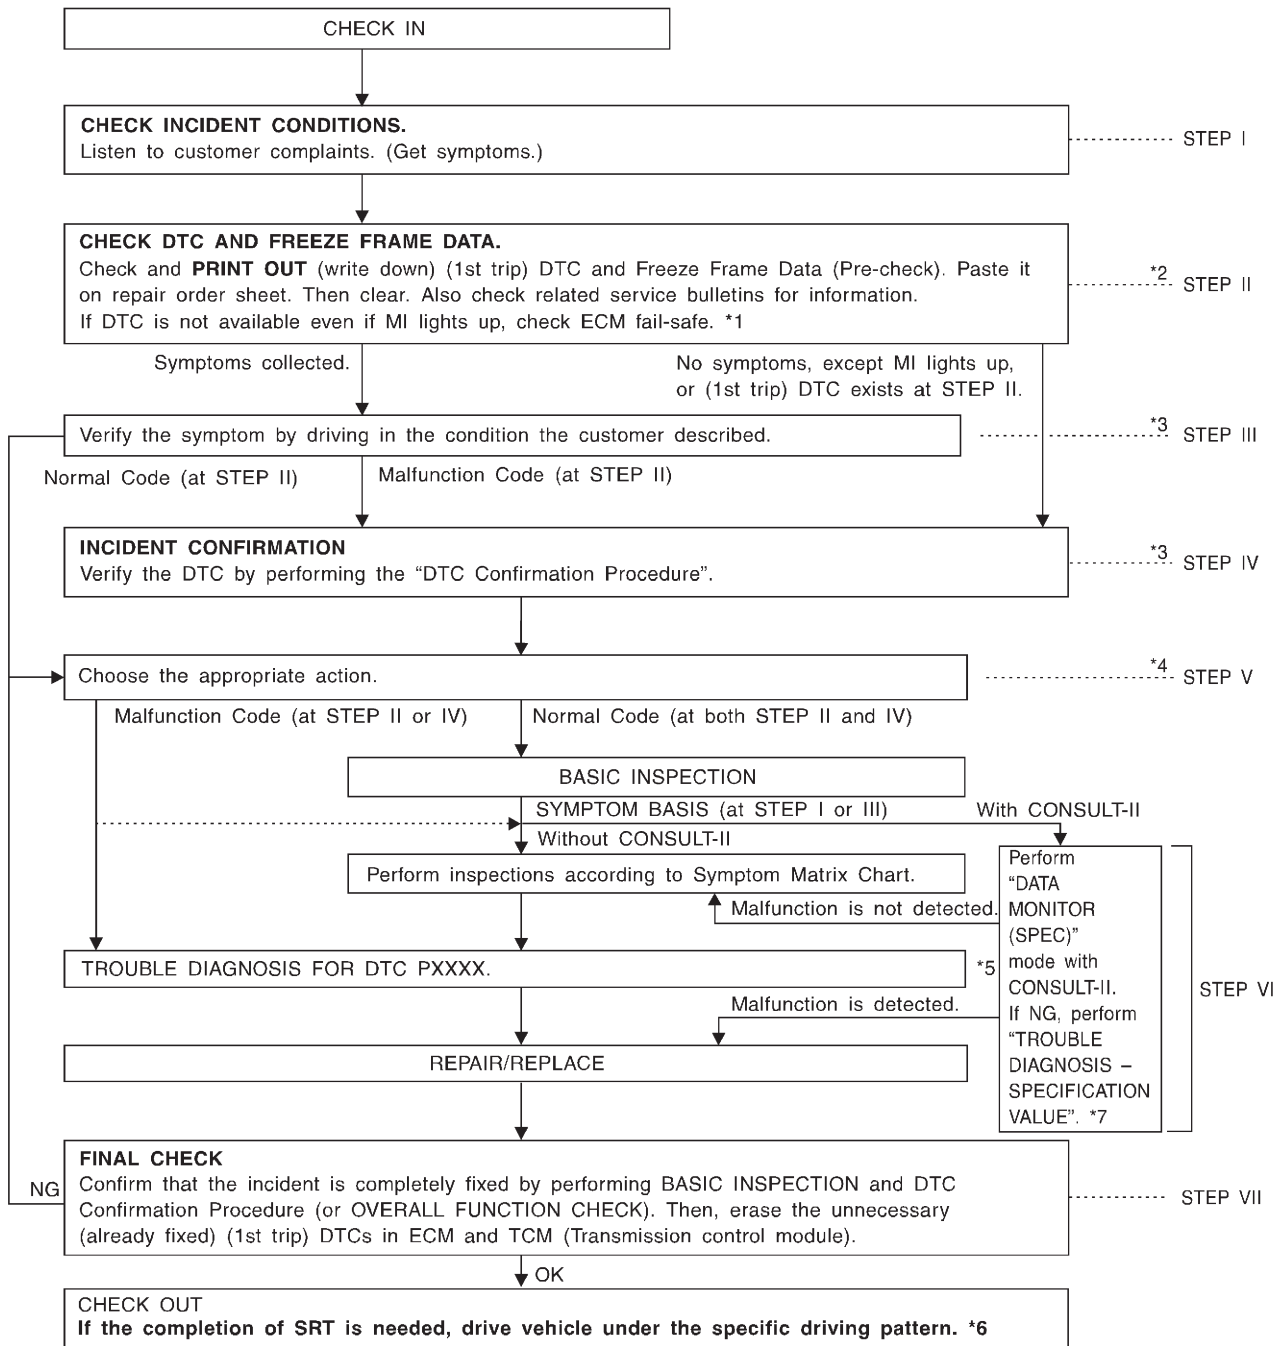 CHECK IN
CHECK INCIDENT CONDITIONS.
Listen to customer complaints. (Get symptoms.)
STEP I
CHECK DTC AND FREEZE FRAME DATA.
Check and PRINT OUT (write down) (1st trip) DTC and Freeze Frame Data (Pre-check). Paste it
on repair order sheet. Then clear. Also check related service bulletins for information.
If DTC is not available even if MI lights up, check ECM fail-safe. *1
*2
STEP II
Symptoms collected.
No symptoms, except MI lights up,
or (1st trip) DTC exists at STEP II.
Verify the symptom by driving in the condition the customer described.
*3
STEP III
Normal Code (at STEP II)
Malfunction Code (at STEP II)
INCIDENT CONFIRMATION
Verify the DTC by performing the “DTC Confirmation Procedure”.
*3
STEP IV
Choose the appropriate action.
*4
STEP V
Malfunction Code (at STEP II or IV)
Normal Code (at both STEP II and IV)
BASIC INSPECTION
SYMPTOM BASIS (at STEP I or III)
With CONSULT-II
Without CONSULT-II
Perform inspections according to Symptom Matrix Chart.
Malfunction is not detected.
Perform
“DATA
MONITOR
(SPEC)”
mode with
CONSULT-II.
If NG, perform
“TROUBLE
DIAGNOSIS –
SPECIFICATION
VALUE”. *7
STEP VI
TROUBLE DIAGNOSIS FOR DTC PXXXX.
*5
Malfunction is detected.
REPAIR/REPLACE
FINAL CHECK
Confirm that the incident is completely fixed by performing BASIC INSPECTION and DTC
Confirmation Procedure (or OVERALL FUNCTION CHECK). Then, erase the unnecessary
(already fixed) (1st trip) DTCs in ECM and TCM (Transmission control module).
NG
STEP VII
OK
CHECK OUT
If the completion of SRT is needed, drive vehicle under the specific driving pattern. *6